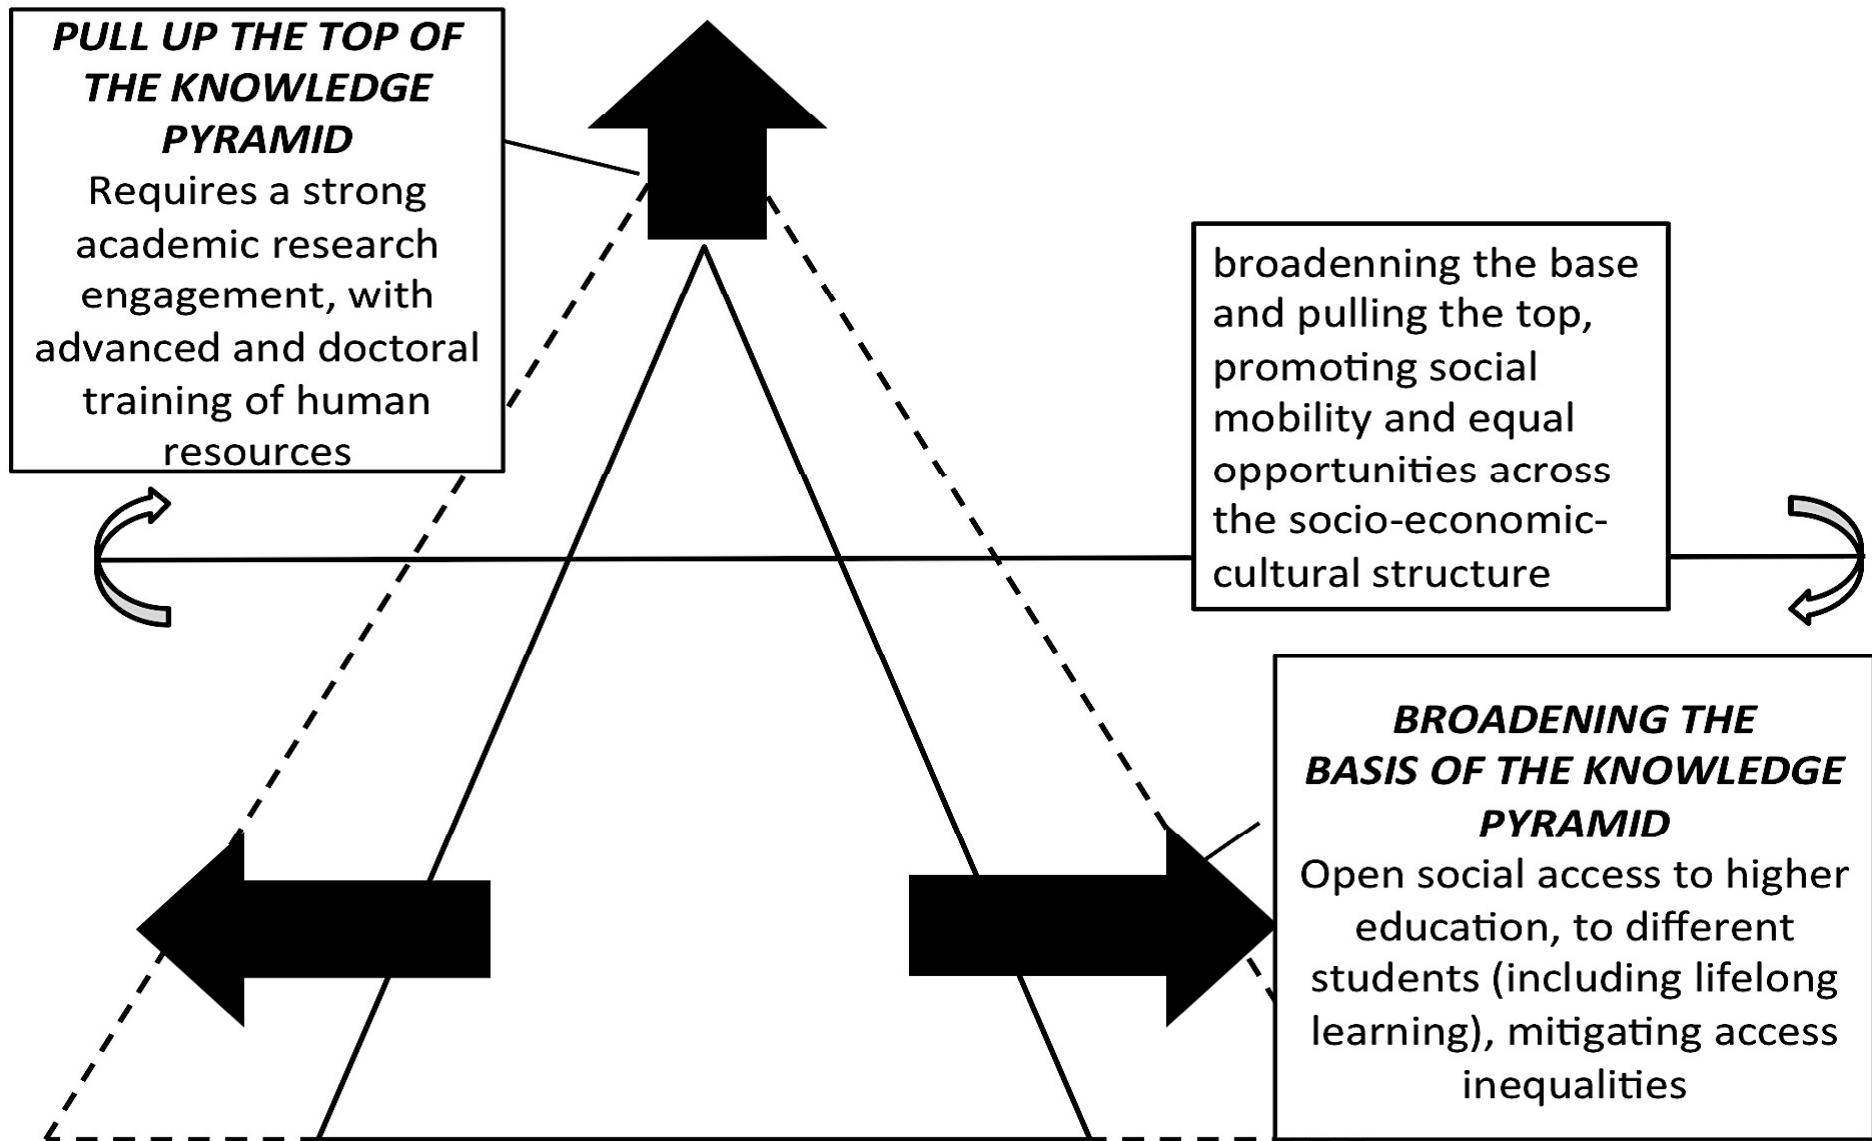 PULL UP THE TOP OF
THE KNOWLEDGE
PYRAMID
Requires a strong
academic research
engagement, with
advanced and doctoral
training of human
resources
broadenning the base
and pulling the top,
promoting social
mobility and equal
opportunities across
the socio-economic-
cultural structure
BROADENING THE
BASIS OF THE KNOWLEDGE
PYRAMID
Open social access to higher
education, to different
students (including lifelong
learning), mitigating access
inequalities